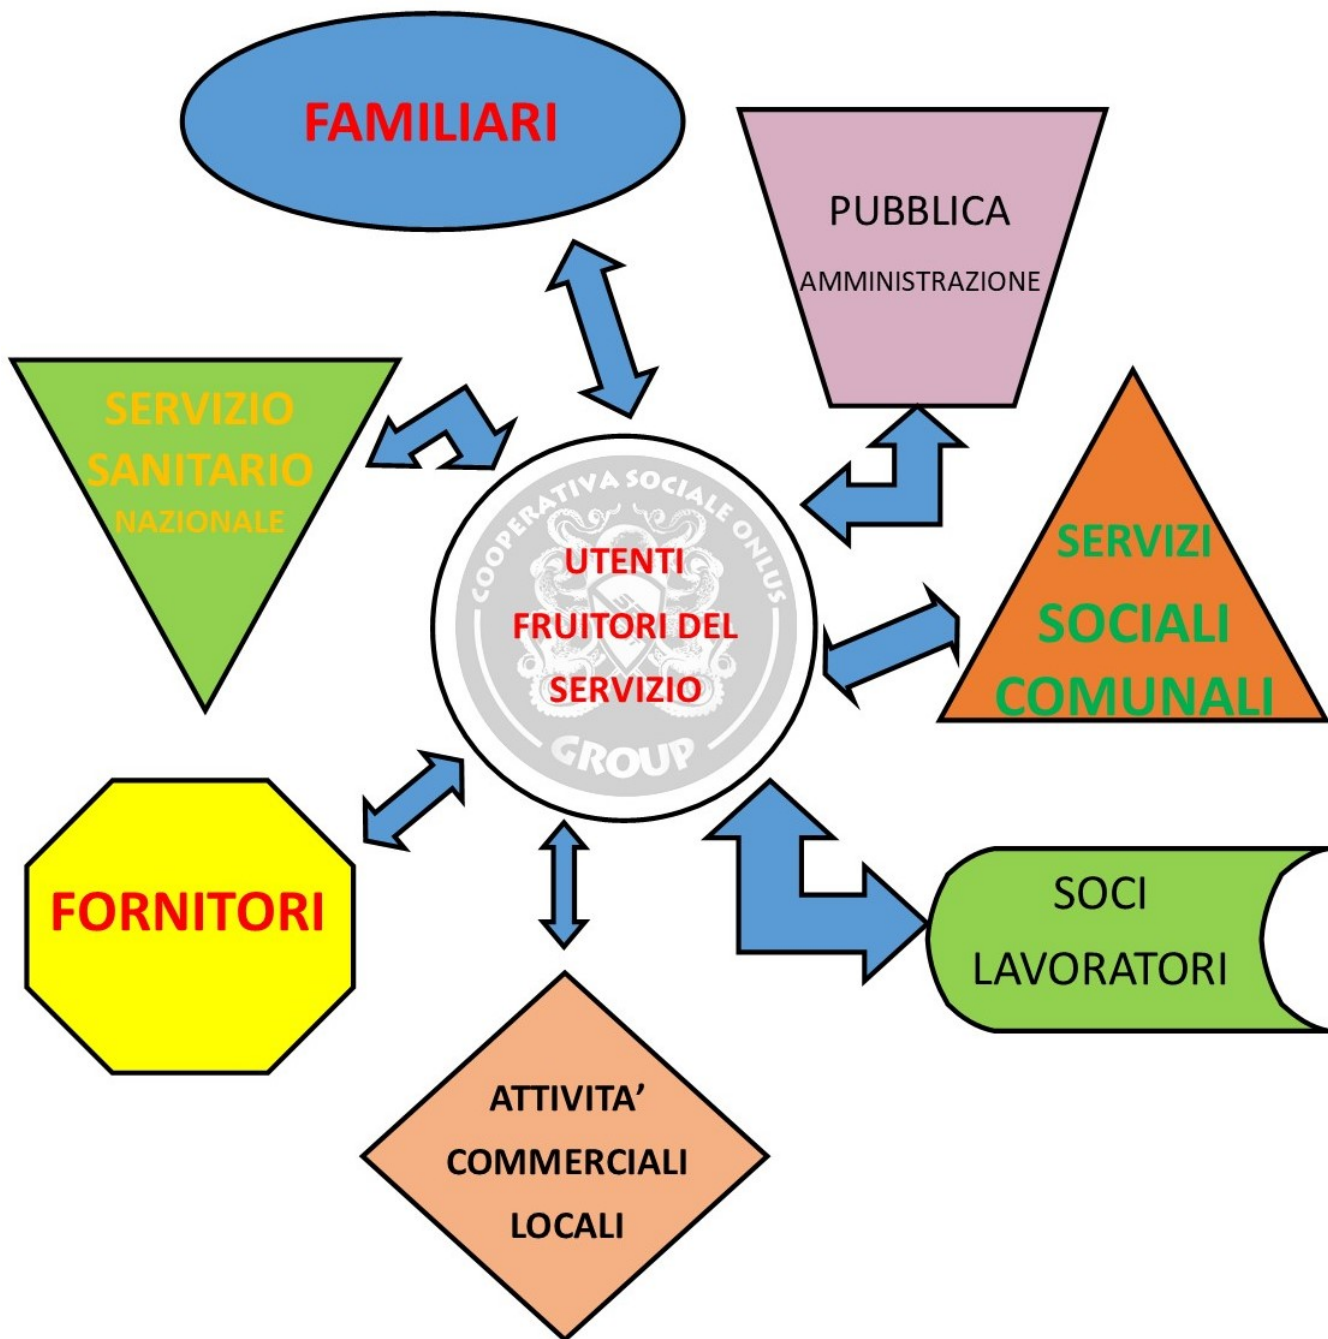 FAMILIARI
PUBBLICA
AMMINISTRAZIONE
SERVIZIO
SANITARIO
NAZIONALE
COOPERATIVA SOCIALE ONLUS
UTENTI
FRUITORI DEL
SERVIZIO
GROUP
SERVIZI
SOCIALI
COMUNALI
FORNITORI
SOCI
LAVORATORI
ATTIVITA’
COMMERCIALI
LOCALI